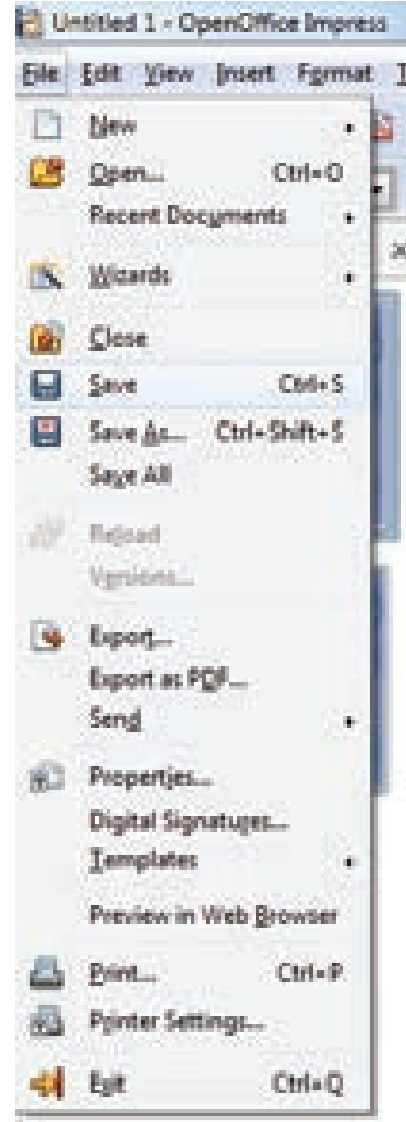 Untitled 1 - OpenOffice Impress
File Edit View Insert Format
New
Open... Ctrl+O
Recent Documents
Wizards
Close
Save Ctrl+S
Save As... Ctrl+Shift+S
Save All
Reload
Versions...
Export...
Export as PDF...
Send
Properties...
Digital Signatures...
Templates
Preview in Web Browser
Print... Ctrl+P
Printer Settings...
Exit Ctrl+Q